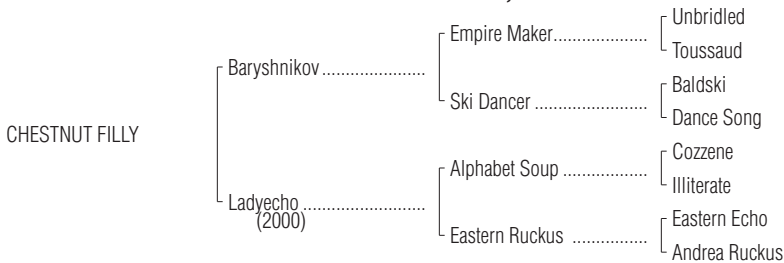 Unbridled
Empire Maker......................
Toussaud
Baryshnikov......................
Baldski
Ski Dancer .........................
Dance Song
CHESTNUT FILLY
Cozzene
Alphabet Soup ...................
Illiterate
Ladyecho ..........................
(2000)
Eastern Echo
Eastern Ruckus .................
Andrea Ruckus